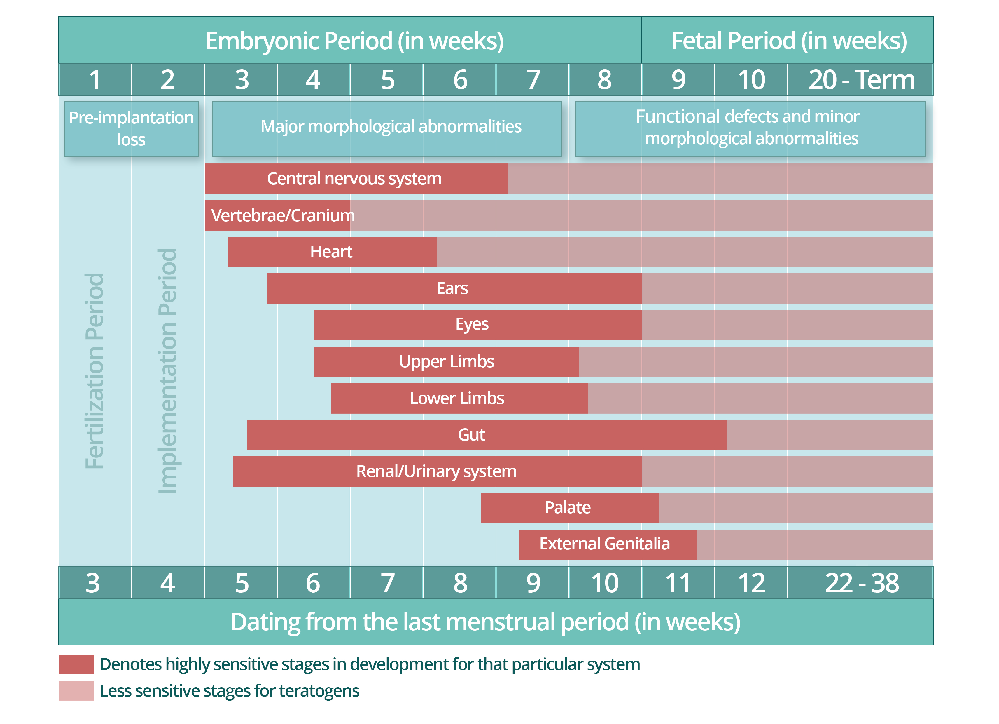 Embryonic Period (in weeks)
Fetal Period (in weeks)
1 2 3 4 5 6 7 8 9 10 20 - Term
Pre-implantation
loss
Major morphological abnormalities
Functional defects and minor
morphological abnormalities
Fertilization Period
Implementation Period
Central nervous system
Vertebrae/Cranium
Heart
Ears
Eyes
Upper Limbs
Lower Limbs
Gut
Renal/Urinary system
Palate
External Genitalia
3 4 5 6 7 8 9 10 11 12 22 - 38
Dating from the last menstrual period (in weeks)
Denotes highly sensitive stages in development for that particular system
Less sensitive stages for teratogens